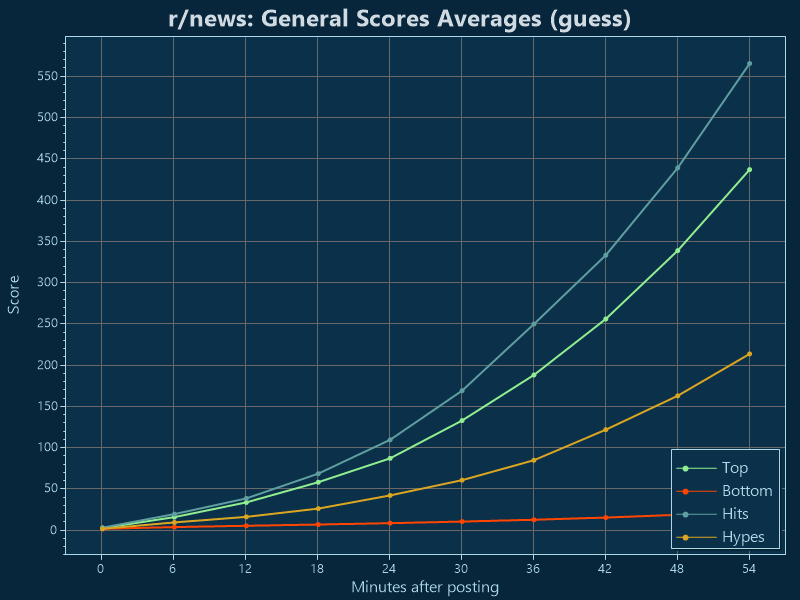 r/news: General Scores Averages (guess)
550
500
450
400
350
300
250
200
150
100
50
0
Score
Top
Bottom
Hits
Hypes
0 6 12 18 24 30 36 42 48 54
Minutes after posting